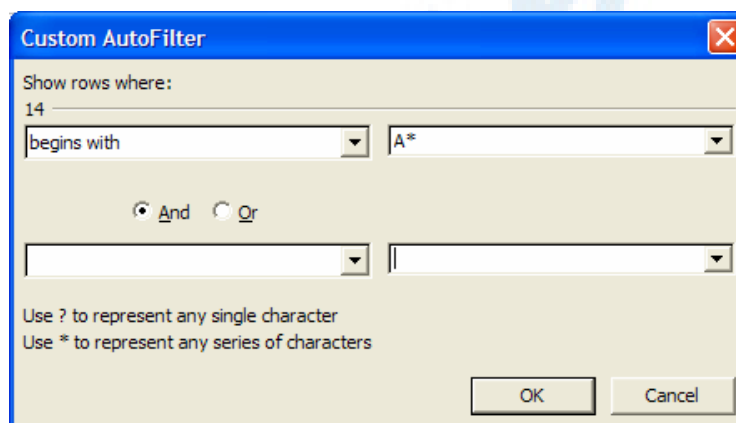 Custom AutoFilter
Show rows where:
14
begins with A*
And Or
Use ? to represent any single character
Use * to represent any series of characters
OK Cancel